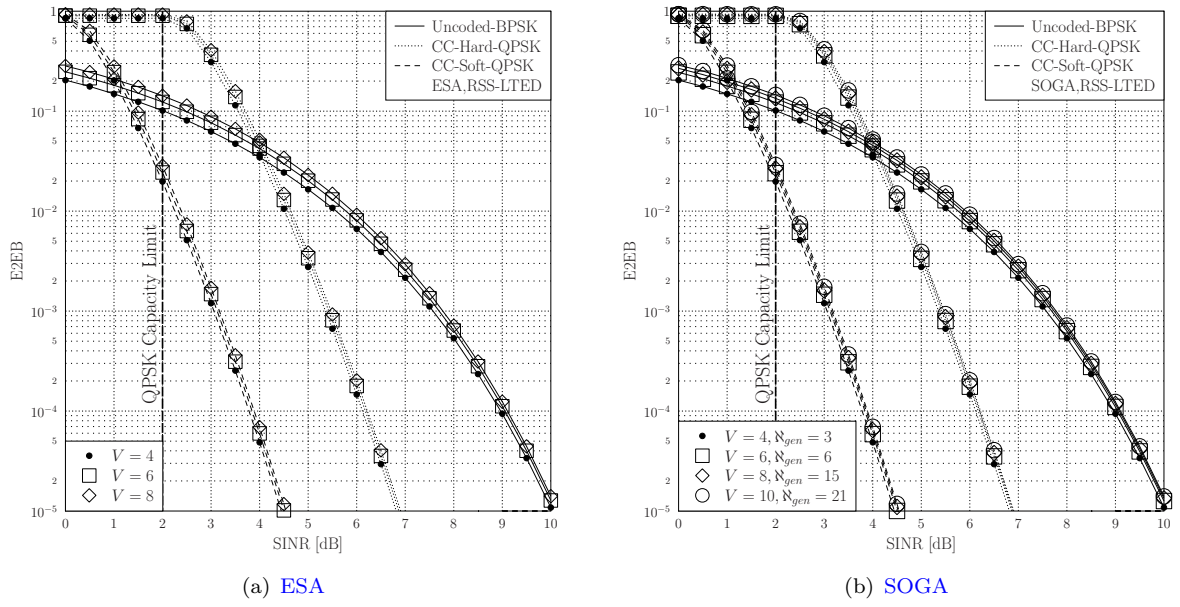 1
5
2
10⁻¹
5
2
10⁻²
5
2
10⁻³
5
2
10⁻⁴
5
2
10⁻⁵
E2EB
0 1 2 3 4 5 6 7 8 9 10
SINR [dB]
QPSK Capacity Limit
Uncoded-BPSK
CC-Hard-QPSK
CC-Soft-QPSK
ESA,RSS-LTED
V = 4
V = 6
V = 8
(a) ESA
1
5
2
10⁻¹
5
2
10⁻²
5
2
10⁻³
5
2
10⁻⁴
5
2
10⁻⁵
E2EB
0 1 2 3 4 5 6 7 8 9 10
SINR [dB]
QPSK Capacity Limit
Uncoded-BPSK
CC-Hard-QPSK
CC-Soft-QPSK
SOGA,RSS-LTED
V = 4, ℵgen = 3
V = 6, ℵgen = 6
V = 8, ℵgen = 15
V = 10, ℵgen = 21
(b) SOGA